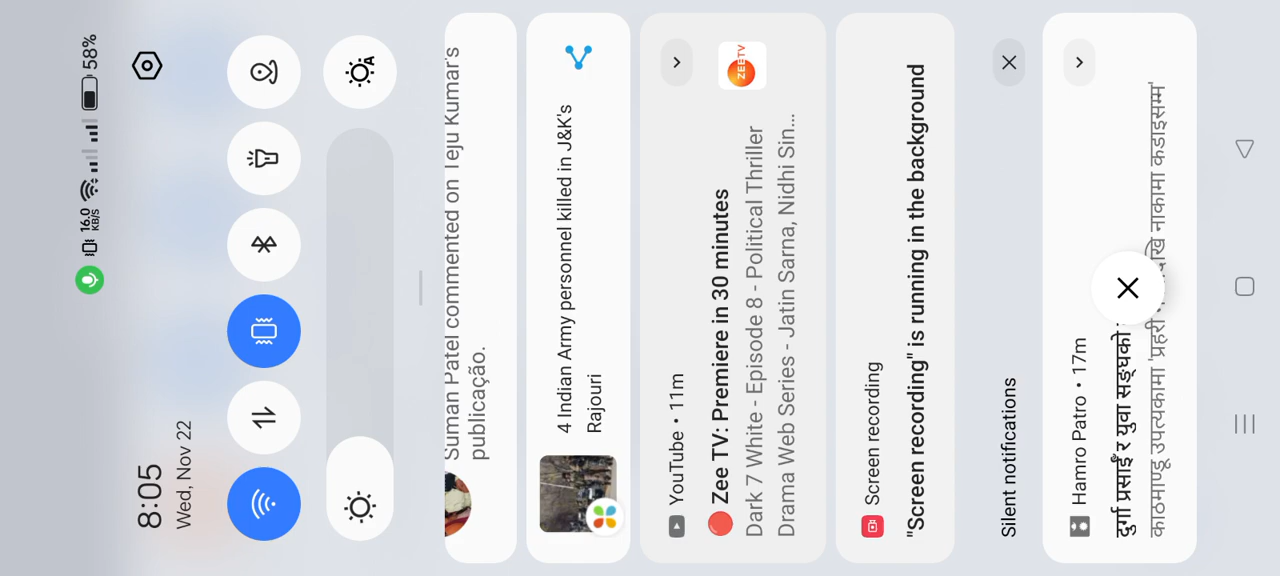 16.0
KB/S
58%
8:05
Wed, Nov 22
A
Suman Patel commented on Teju Kumar's
publicação.
4 Indian Army personnel killed in J&K's
Rajouri
YouTube • 11m
ZEETV
🔴 Zee TV: Premiere in 30 minutes
Dark 7 White - Episode 8 - Political Thriller
Drama Web Series - Jatin Sarna, Nidhi Sin...
Screen recording
"Screen recording" is running in the background
Silent notifications
Hamro Patro • 17m
दुर्गा प्रसाईं र युवा सङ्घको
काठमाण्डू उपत्यकामा 'प्रहरी नाकामा कडाइसम्म'